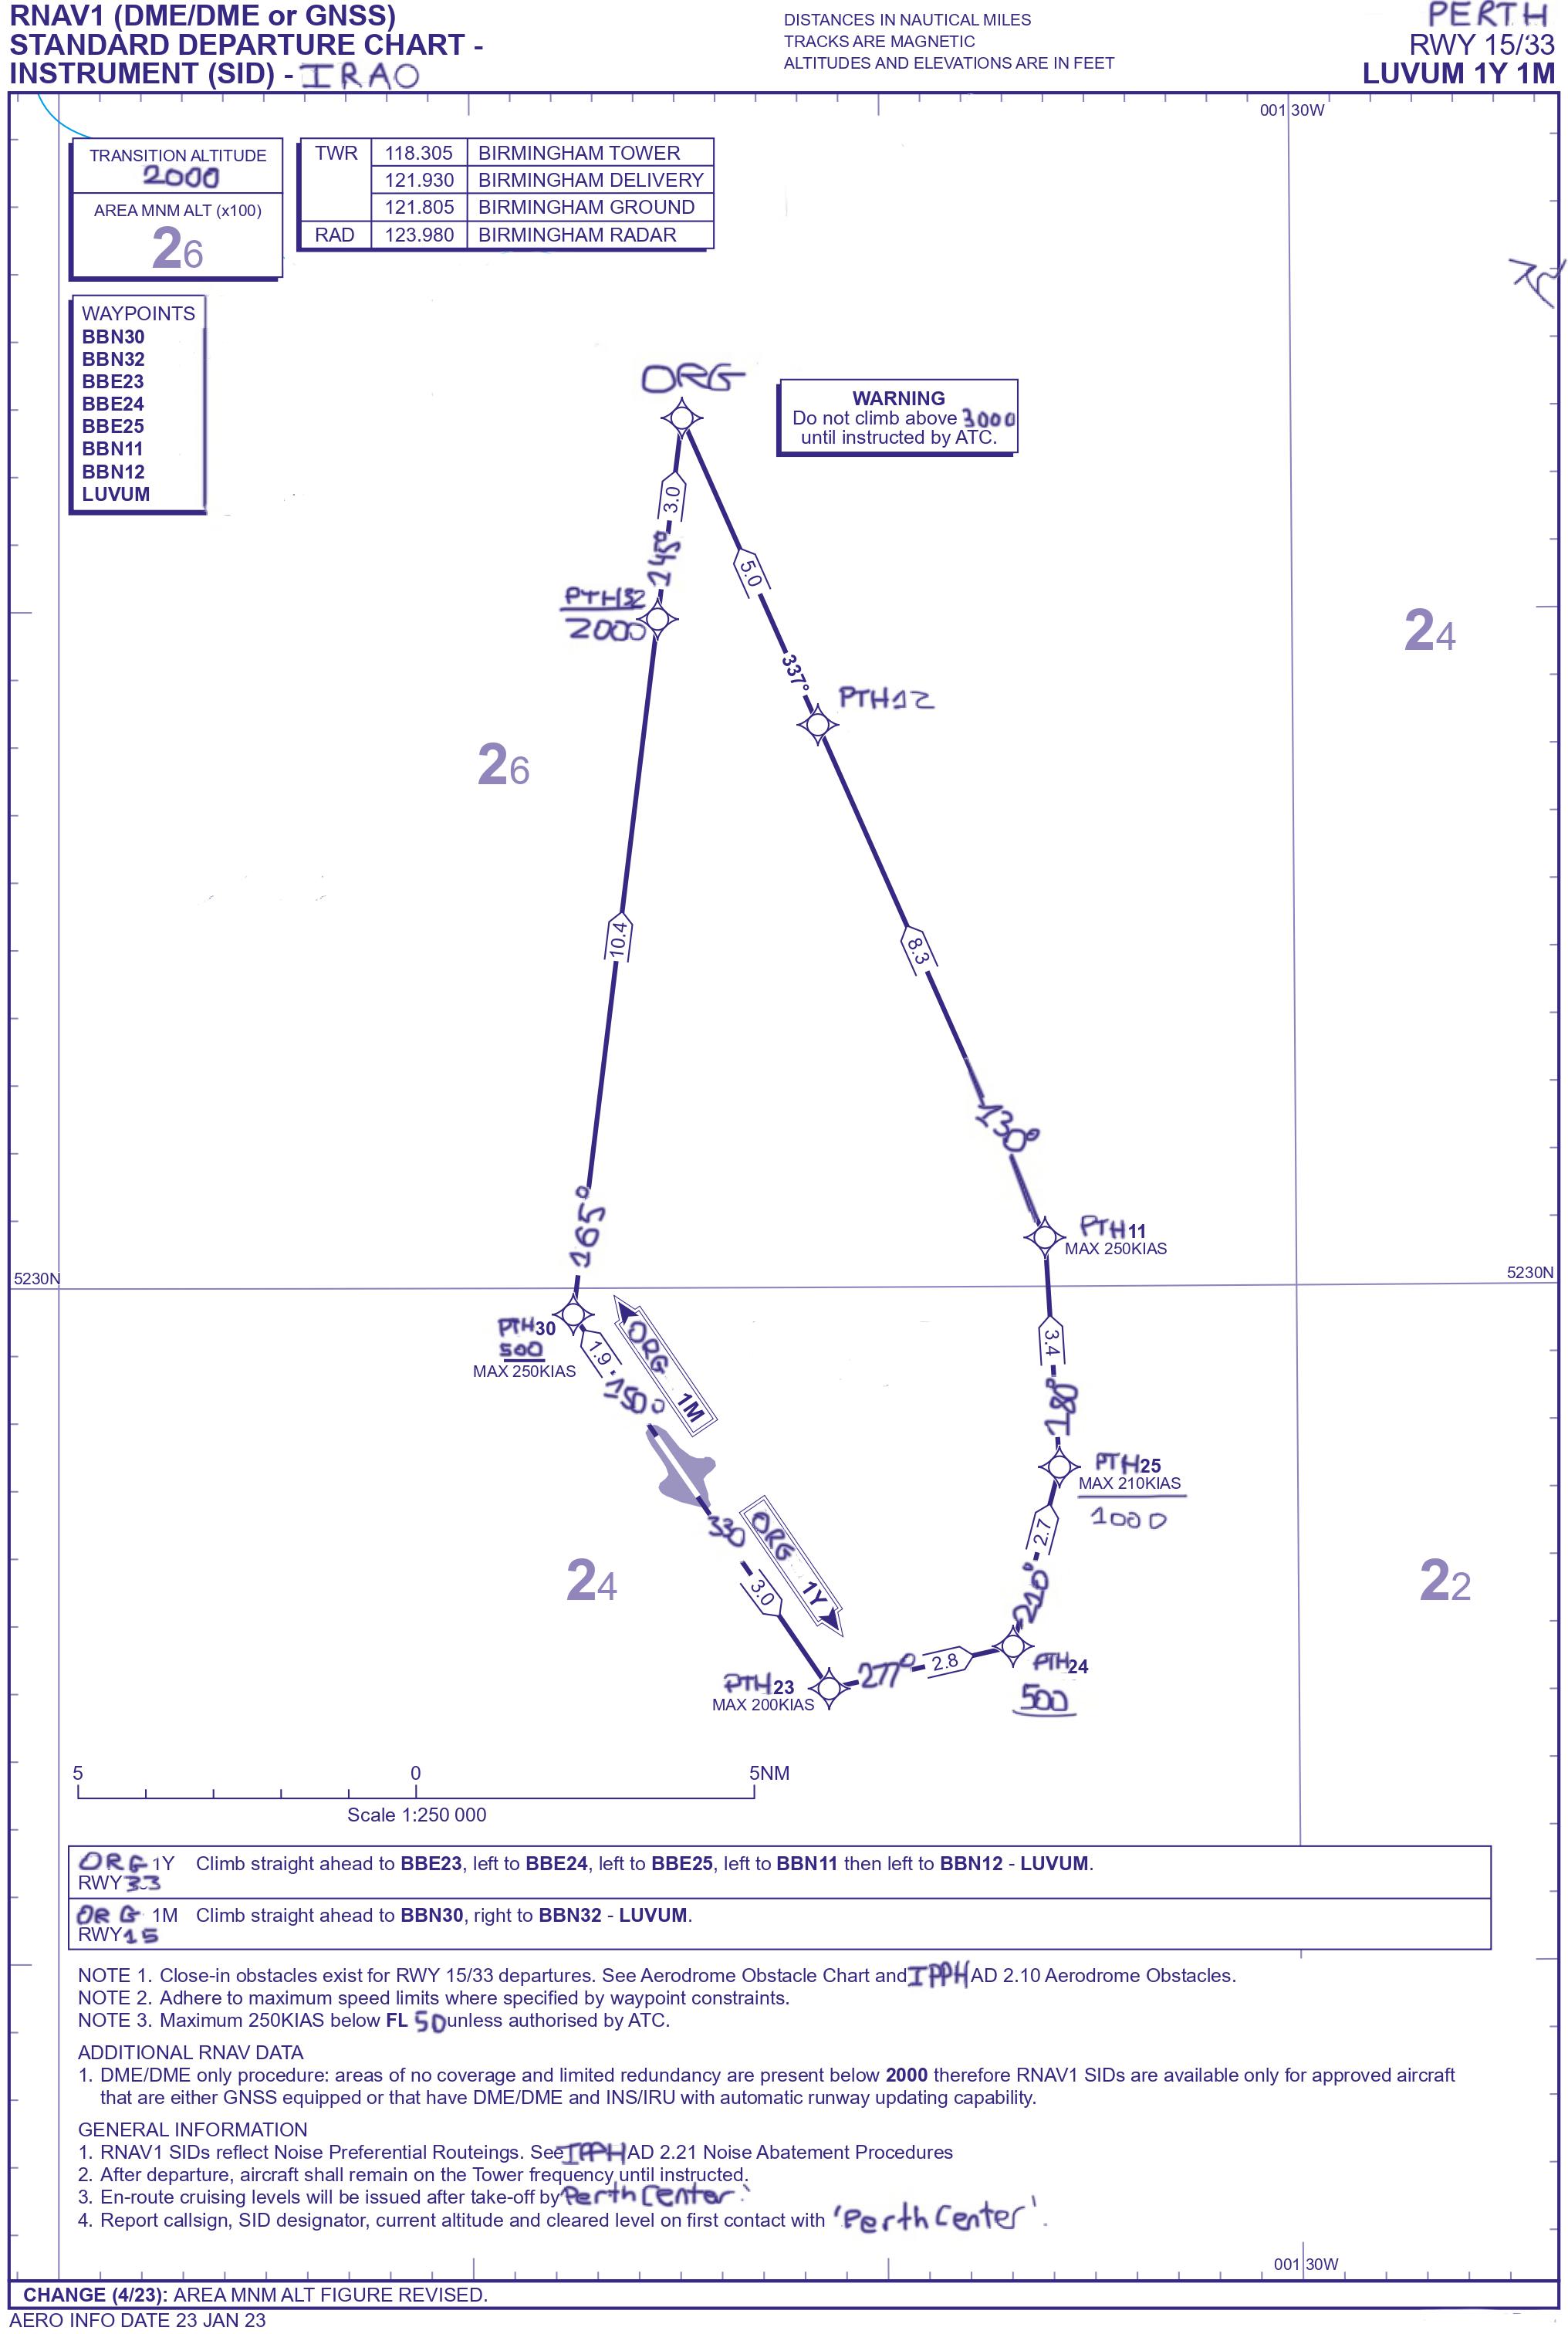 RNAV1 (DME/DME or GNSS)
STANDARD DEPARTURE CHART -
INSTRUMENT (SID) - IRAO
DISTANCES IN NAUTICAL MILES
TRACKS ARE MAGNETIC
ALTITUDES AND ELEVATIONS ARE IN FEET
PERTH
RWY 15/33
LUVUM 1Y 1M
001 30W
TRANSITION ALTITUDE
2000
AREA MNM ALT (x100)
26
TWR 118.305 BIRMINGHAM TOWER
121.930 BIRMINGHAM DELIVERY
121.805 BIRMINGHAM GROUND
RAD 123.980 BIRMINGHAM RADAR
WAYPOINTS
BBN30
BBN32
BBE23
BBE24
BBE25
BBN11
BBN12
LUVUM
ORG
WARNING
Do not climb above 3000
until instructed by ATC.
3.0
145°
5.0
PTH32
2000
24
337°
PTH12
26
10.4
8.3
130°
165°
PTH11
MAX 250KIAS
5230N
5230N
PTH30
500
MAX 250KIAS
1.9
ORG 1M
3.4
180°
PTH25
MAX 210KIAS
1000
330
ORG 1Y
2.7
210°
24
22
3.0
277°
2.8
PTH24
500
PTH23
MAX 200KIAS
5 0 5NM
Scale 1:250 000
ORG 1Y Climb straight ahead to BBE23, left to BBE24, left to BBE25, left to BBN11 then left to BBN12 - LUVUM.
RWY 33
ORG 1M Climb straight ahead to BBN30, right to BBN32 - LUVUM.
RWY 15
NOTE 1. Close-in obstacles exist for RWY 15/33 departures. See Aerodrome Obstacle Chart and IPPH AD 2.10 Aerodrome Obstacles.
NOTE 2. Adhere to maximum speed limits where specified by waypoint constraints.
NOTE 3. Maximum 250KIAS below FL 50 unless authorised by ATC.
ADDITIONAL RNAV DATA
1. DME/DME only procedure: areas of no coverage and limited redundancy are present below 2000 therefore RNAV1 SIDs are available only for approved aircraft
that are either GNSS equipped or that have DME/DME and INS/IRU with automatic runway updating capability.
GENERAL INFORMATION
1. RNAV1 SIDs reflect Noise Preferential Routeings. See IPPH AD 2.21 Noise Abatement Procedures
2. After departure, aircraft shall remain on the Tower frequency until instructed.
3. En-route cruising levels will be issued after take-off by Perth Center'.
4. Report callsign, SID designator, current altitude and cleared level on first contact with 'Perth Center'.
001 30W
CHANGE (4/23): AREA MNM ALT FIGURE REVISED.
AERO INFO DATE 23 JAN 23